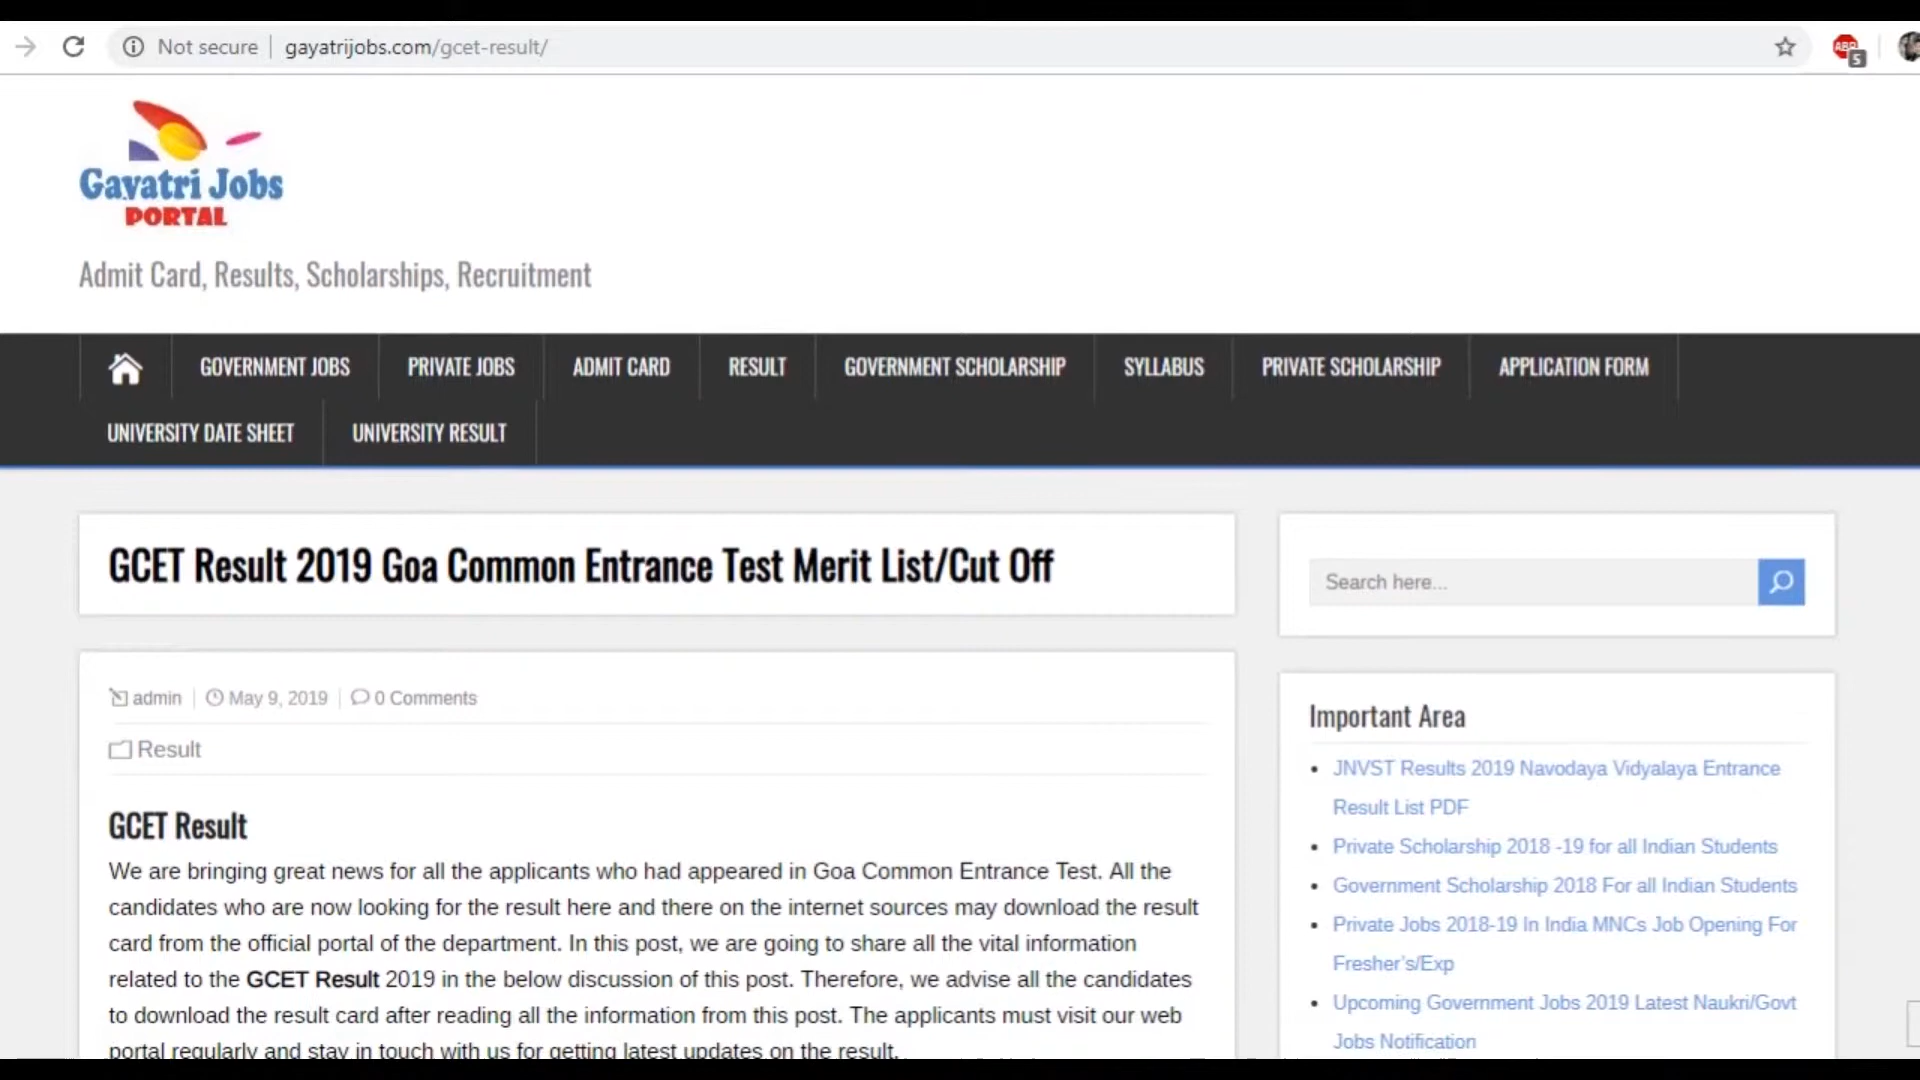 Not secure gayatrijobs.com/gcet-result/
ABP
5
Gayatri Jobs
PORTAL
Admit Card, Results, Scholarships, Recruitment
GOVERNMENT JOBS PRIVATE JOBS ADMIT CARD RESULT GOVERNMENT SCHOLARSHIP SYLLABUS PRIVATE SCHOLARSHIP APPLICATION FORM
UNIVERSITY DATE SHEET UNIVERSITY RESULT
GCET Result 2019 Goa Common Entrance Test Merit List/Cut Off
admin May 9, 2019 0 Comments
Result
GCET Result
We are bringing great news for all the applicants who had appeared in Goa Common Entrance Test. All the
candidates who are now looking for the result here and there on the internet sources may download the result
card from the official portal of the department. In this post, we are going to share all the vital information
related to the GCET Result 2019 in the below discussion of this post. Therefore, we advise all the candidates
to download the result card after reading all the information from this post. The applicants must visit our web
portal regularly and stay in touch with us for getting latest updates on the result.
Search here...
Important Area
JNVST Results 2019 Navodaya Vidyalaya Entrance
Result List PDF
Private Scholarship 2018 -19 for all Indian Students
Government Scholarship 2018 For all Indian Students
Private Jobs 2018-19 In India MNCs Job Opening For
Fresher's/Exp
Upcoming Government Jobs 2019 Latest Naukri/Govt
Jobs Notification